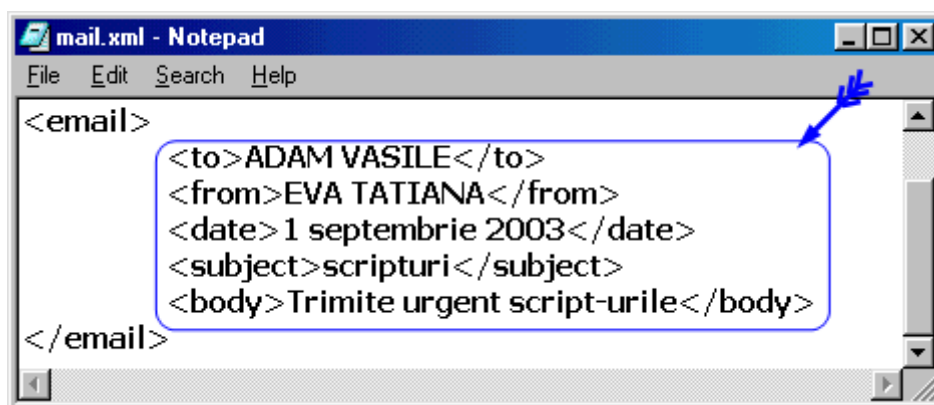 mail.xml - Notepad
File Edit Search Help
<email>
<to>ADAM VASILE</to>
<from>EVA TATIANA</from>
<date>1 septembrie 2003</date>
<subject>scripturi</subject>
<body>Trimite urgent script-urile</body>
</email>